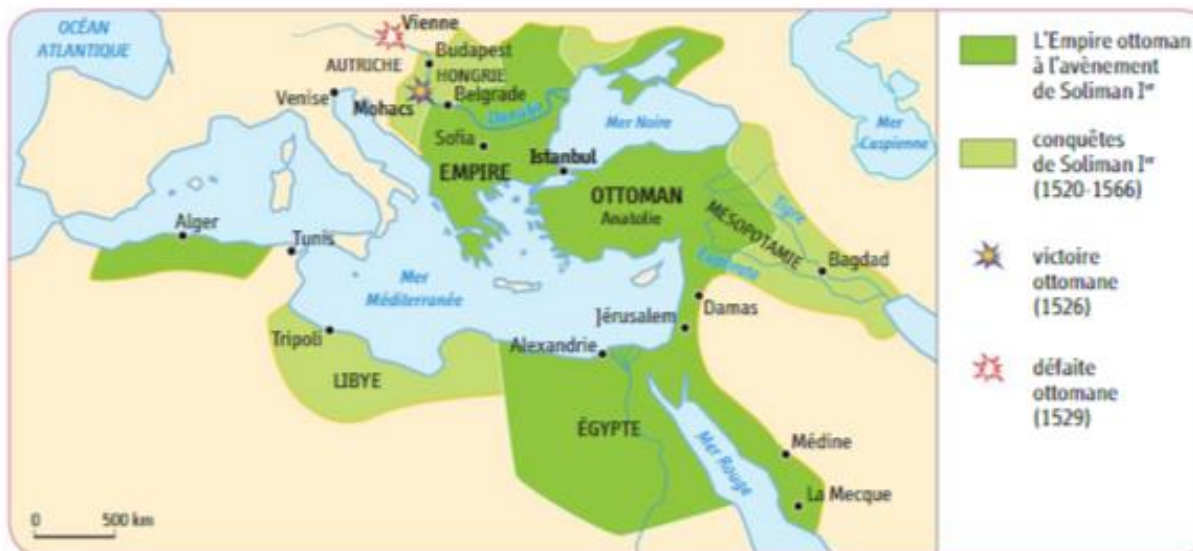 OCÉAN
ATLANTIQUE
Vienne
Budapest
AUTRICHE
HONGRIE
Venise
Mohacs
Belgrade
Danube
Sofia
Mer Noire
Mer
Caspienne
EMPIRE
Istanbul
OTTOMAN
Anatolie
Tigre
MÉSOPOTAMIE
Alger
Tunis
Euphrate
Bagdad
Mer
Méditerranée
Damas
Jérusalem
Tripoli
Alexandrie
LIBYE
ÉGYPTE
Médine
Mer Rouge
La Mecque
0 500 km
L'Empire ottoman
à l'avènement
de Soliman Ier
conquêtes
de Soliman Ier
(1520-1566)
victoire
ottomane
(1526)
défaite
ottomane
(1529)